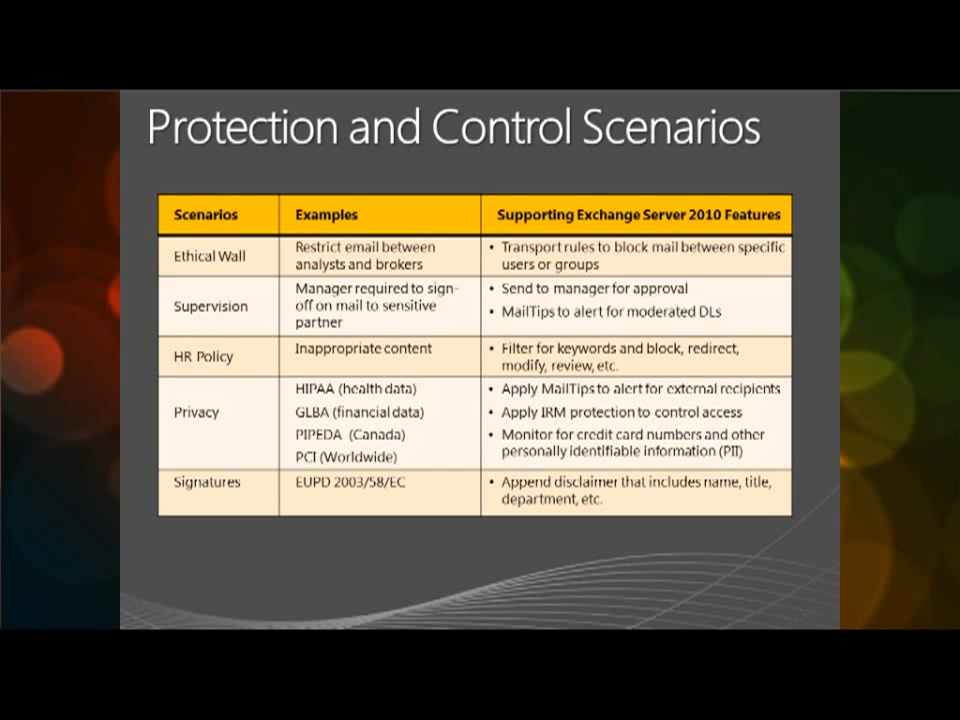 Protection and Control Scenarios
Scenarios Examples Supporting Exchange Server 2010 Features
Ethical Wall
Restrict email between
analysts and brokers
• Transport rules to block mail between specific
users or groups
Supervision
Manager required to sign-
off on mail to sensitive
partner
• Send to manager for approval
• MailTips to alert for moderated DLs
HR Policy
Inappropriate content
• Filter for keywords and block, redirect,
modify, review, etc.
Privacy
HIPAA (health data)
GLBA (financial data)
PIPEDA (Canada)
PCI (Worldwide)
• Apply MailTips to alert for external recipients
• Apply IRM protection to control access
• Monitor for credit card numbers and other
personally identifiable information (PII)
Signatures
EUPD 2003/58/EC
• Append disclaimer that includes name, title,
department, etc.